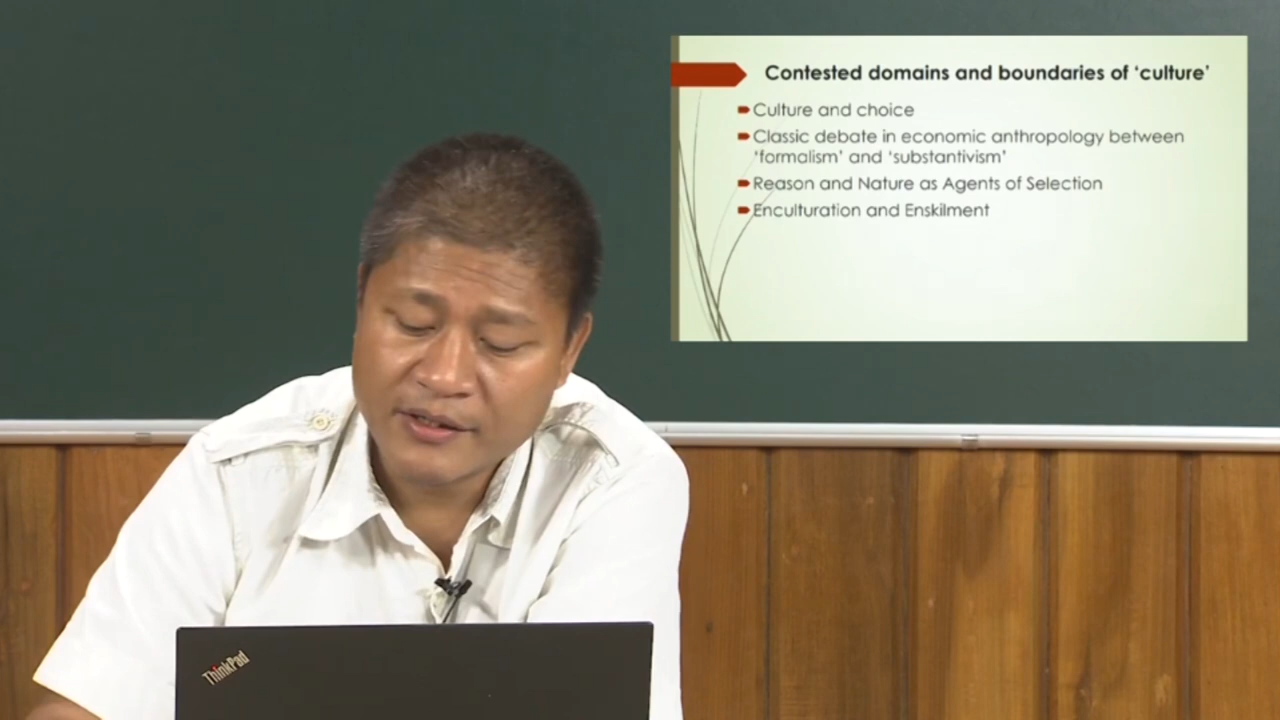 Contested domains and boundaries of ‘culture’
Culture and choice
Classic debate in economic anthropology between
‘formalism’ and ‘substantivism’
Reason and Nature as Agents of Selection
Enculturation and Enskilment
ThinkPad